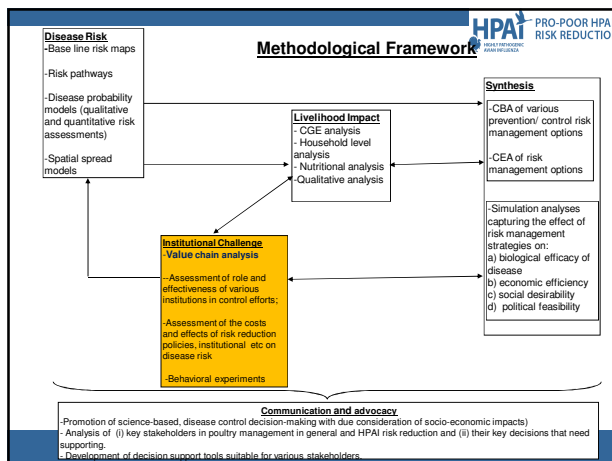 HPAI
HIGHLY PATHOGENIC
AVIAN INFLUENZA
PRO-POOR HPA
RISK REDUCTIO
Methodological Framework
Disease Risk
-Base line risk maps
-Risk pathways
-Disease probability
models (qualitative
and quantitative risk
assessments)
-Spatial spread
models
Livelihood Impact
- CGE analysis
- Household level
analysis
- Nutritional analysis
-Qualitative analysis
Synthesis
-CBA of various
prevention/ control risk
management options
-CEA of risk
management options
-Simulation analyses
capturing the effect of
risk management
strategies on:
a) biological efficacy of
disease
b) economic efficiency
c) social desirability
d) political feasibility
Institutional Challenge
-Value chain analysis
--Assessment of role and
effectiveness of various
institutions in control efforts;
-Assessment of the costs
and effects of risk reduction
policies, institutional etc on
disease risk
-Behavioral experiments
Communication and advocacy
-Promotion of science-based, disease control decision-making with due consideration of socio-economic impacts)
- Analysis of (i) key stakeholders in poultry management in general and HPAI risk reduction and (ii) their key decisions that need
supporting.
- Development of decision support tools suitable for various stakeholders.